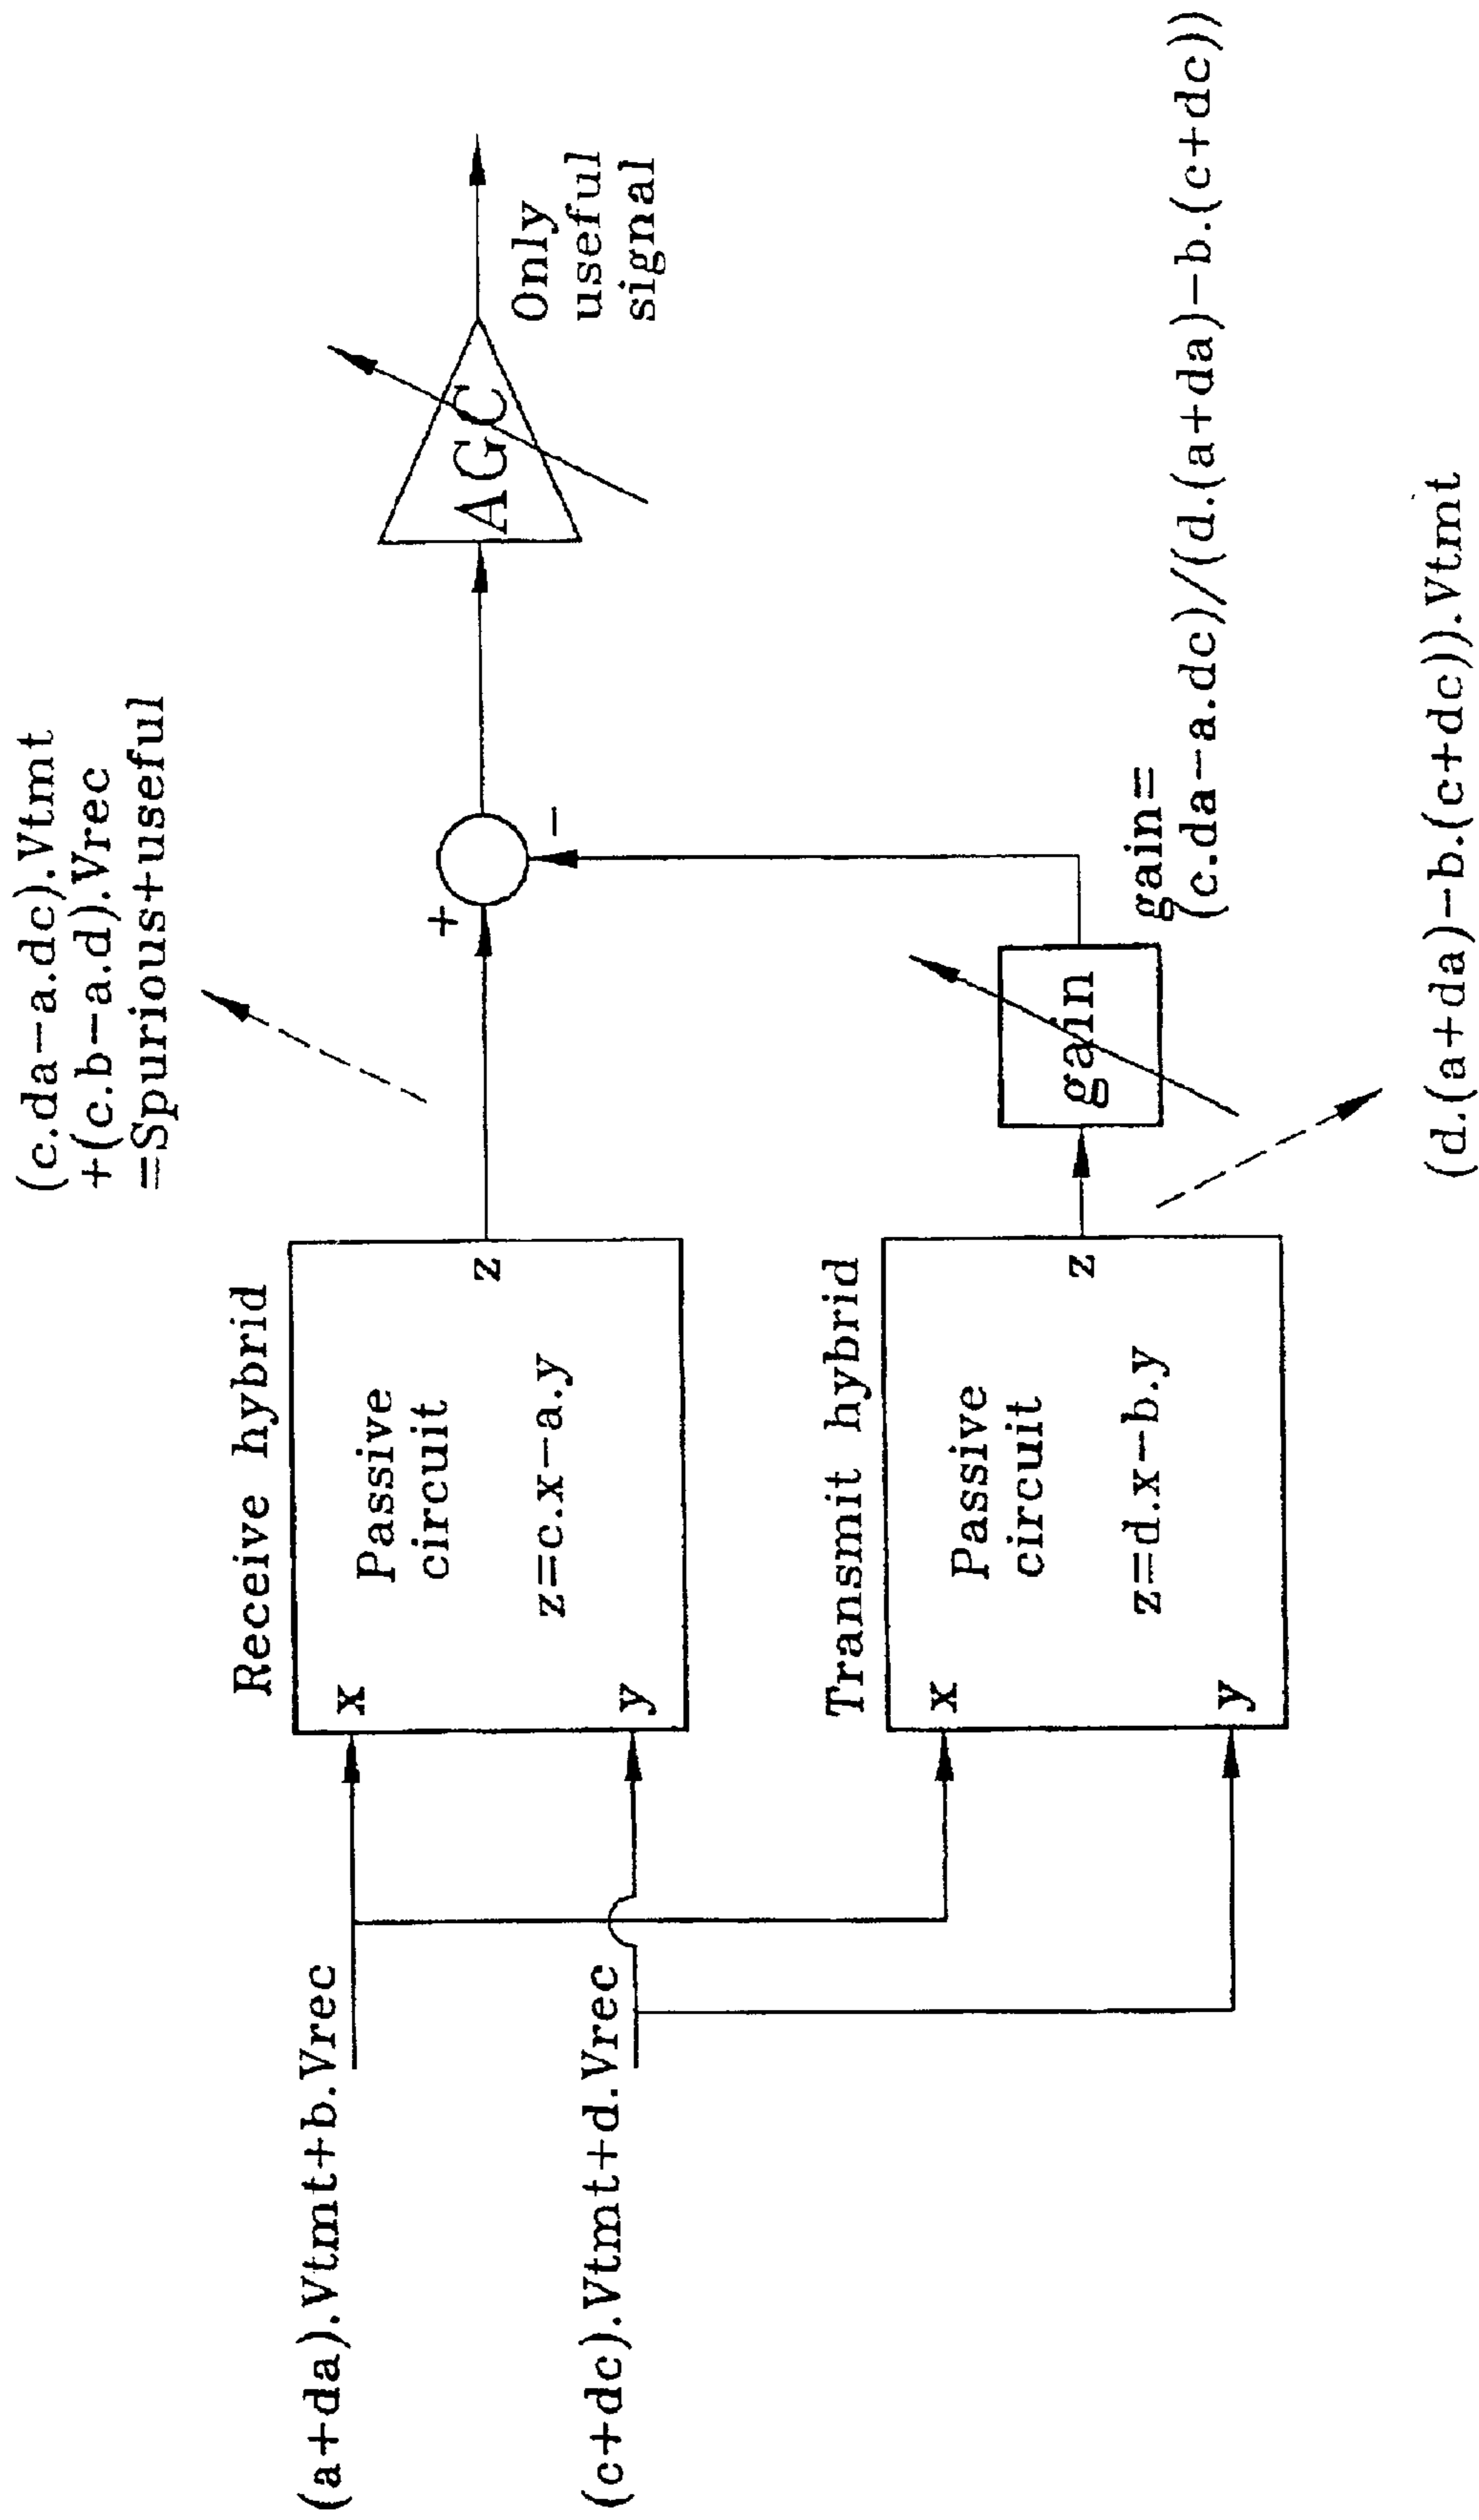 (c.da-a.dc).Vtmt
+(c.b-a.d).Vrec
=Spurious+useful
Receive hybrid
(a+da).Vtmt+b.Vrec
x
Passive
circuit
z
z=c.x-a.y
(c+dc).Vtmt+d.Vrec
y
+
-
AGC
Only
useful
signal
Transmit hybrid
x
Passive
circuit
z
z=d.x-b.y
y
gain
gain=
(c.da-a.dc)/(d.(a+da)-b.(c+dc))
(d.(a+da)-b.(c+dc)).Vtmt